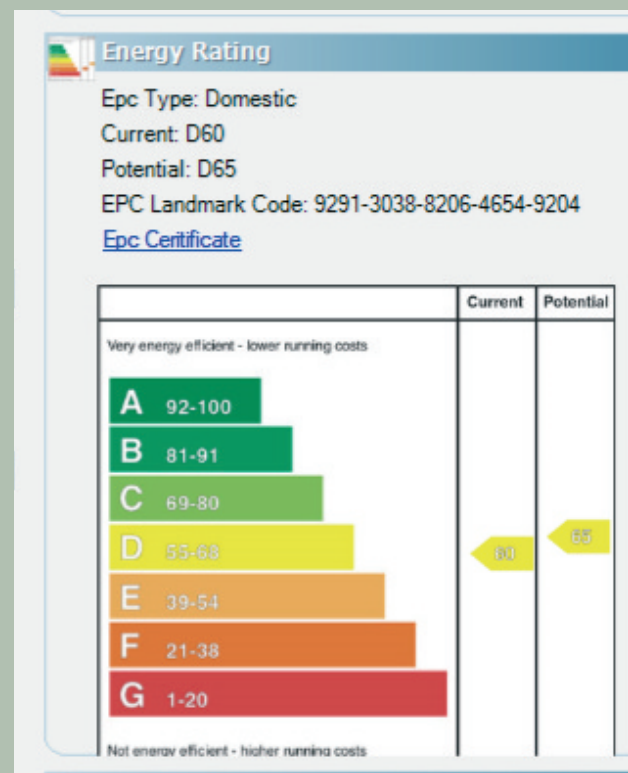 Energy Rating
Epc Type: Domestic
Current: D60
Potential: D65
EPC Landmark Code: 9291-3038-8206-4654-9204
Epc Ceritificate
Current Potential
Very energy efficient - lower running costs
A 92-100
B 81-91
C 69-80
D 55-68
60
65
E 39-54
F 21-38
G 1-20
Not energy efficient - higher running costs